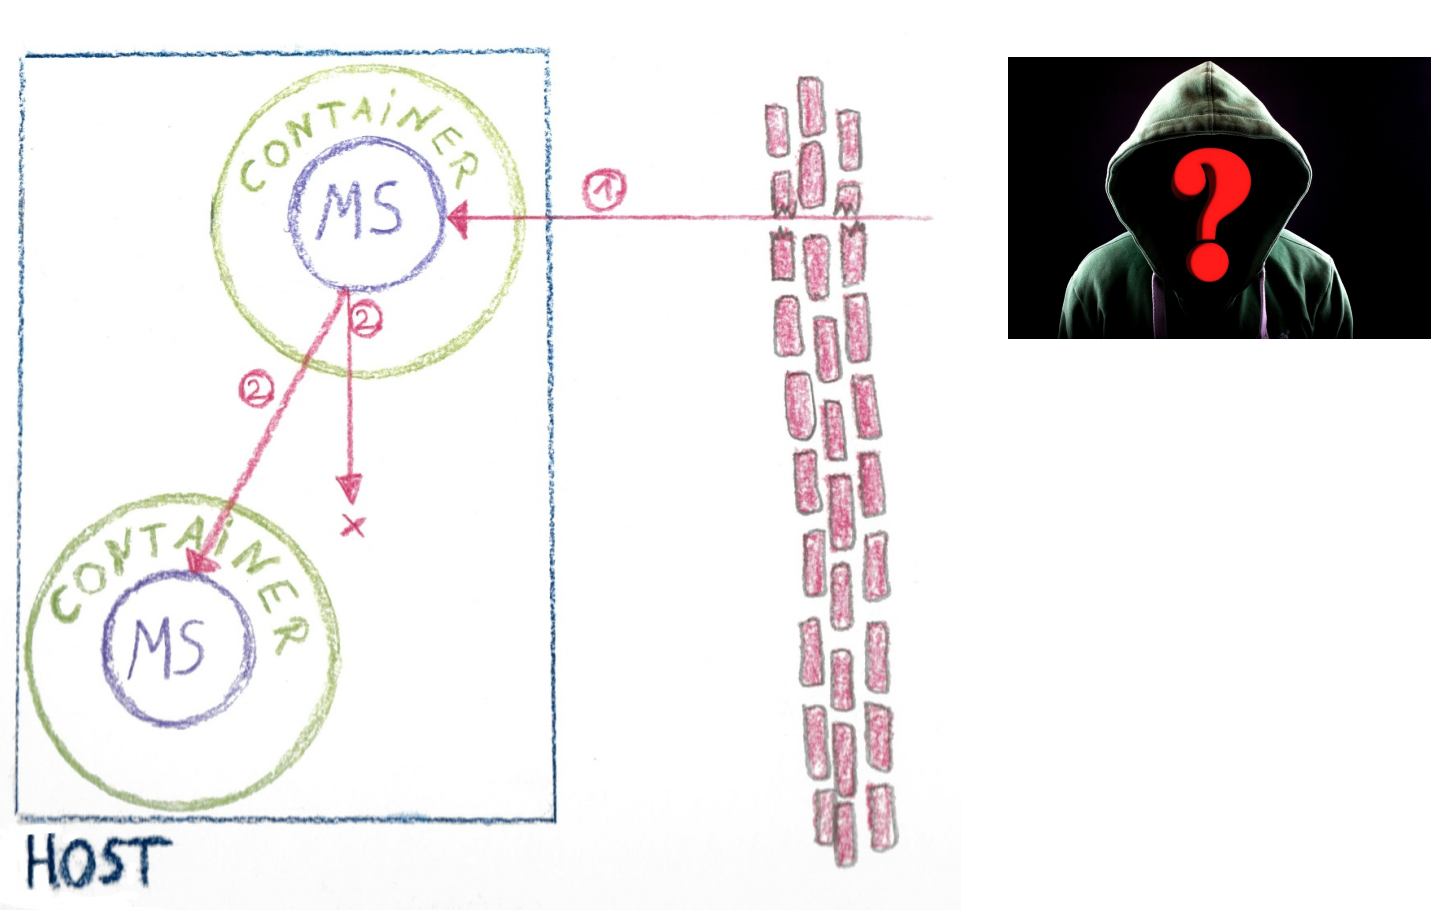 CONTAiNER
MS
①
②
②
x
CONTAiNER
MS
HOST
?